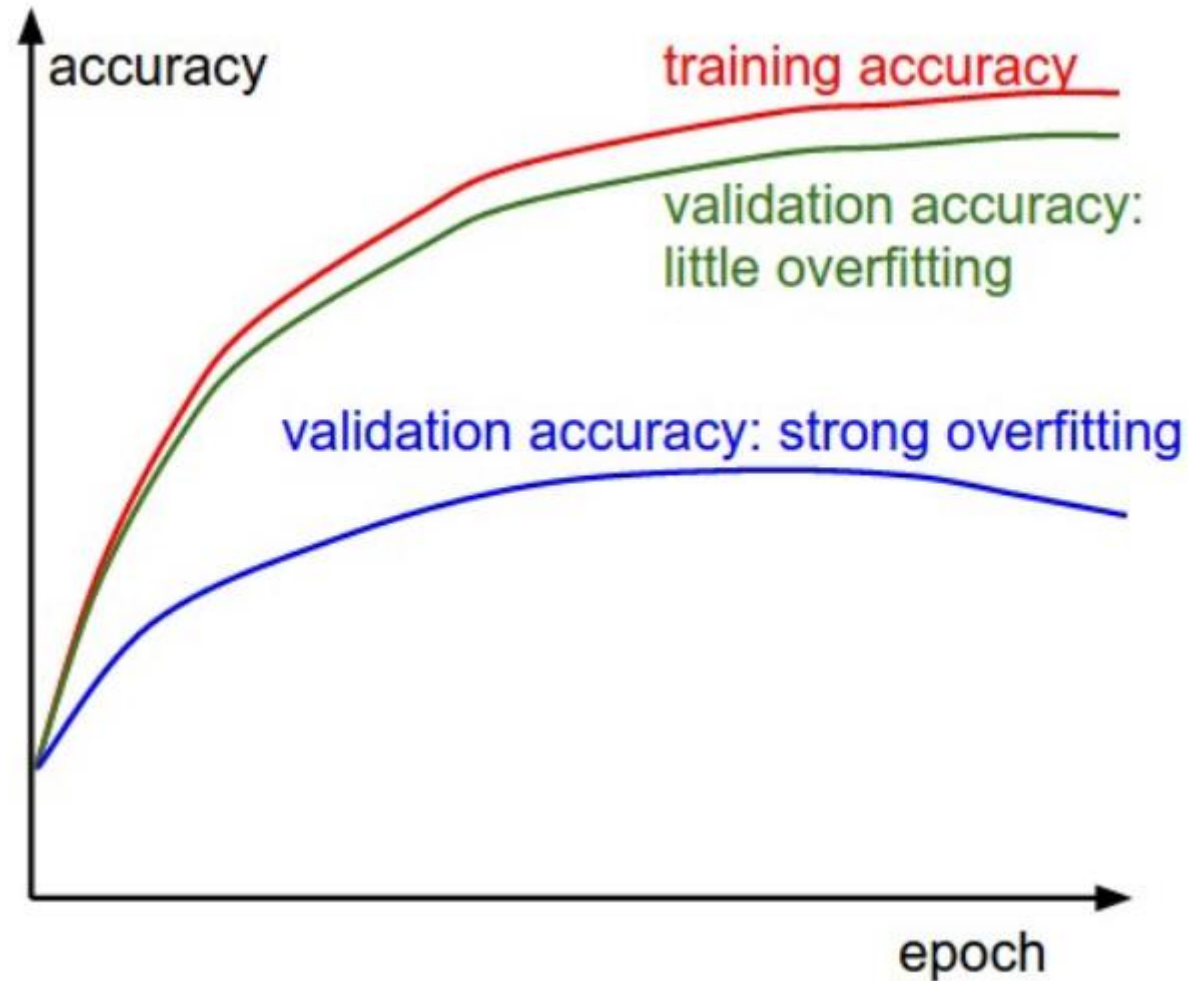 accuracy
training accuracy
validation accuracy:
little overfitting
validation accuracy: strong overfitting
epoch